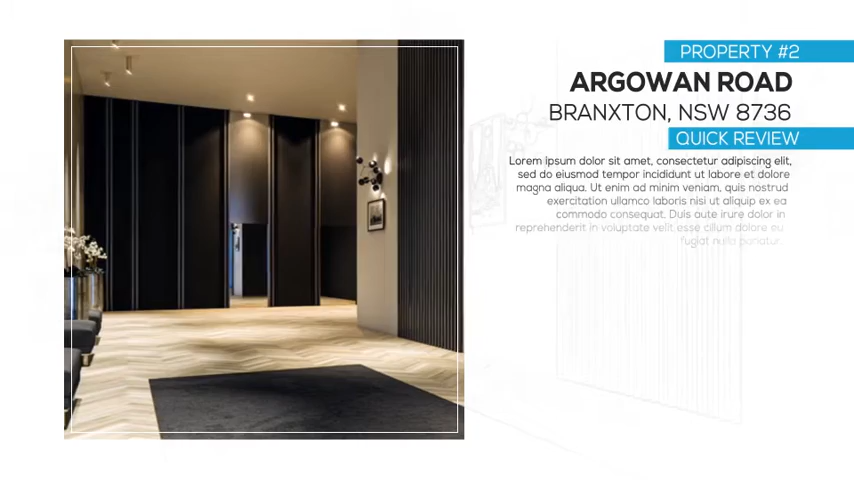 PROPERTY #2
ARGOWAN ROAD
BRANXTON, NSW 8736
QUICK REVIEW
Lorem ipsum dolor sit amet, consectetur adipiscing elit,
sed do eiusmod tempor incididunt ut labore et dolore
magna aliqua. Ut enim ad minim veniam, quis nostrud
exercitation ullamco laboris nisi ut aliquip ex ea
commodo consequat. Duis aute irure dolor in
reprehenderit in voluptate velit esse cillum dolore eu
fugiat nulla pariatur.